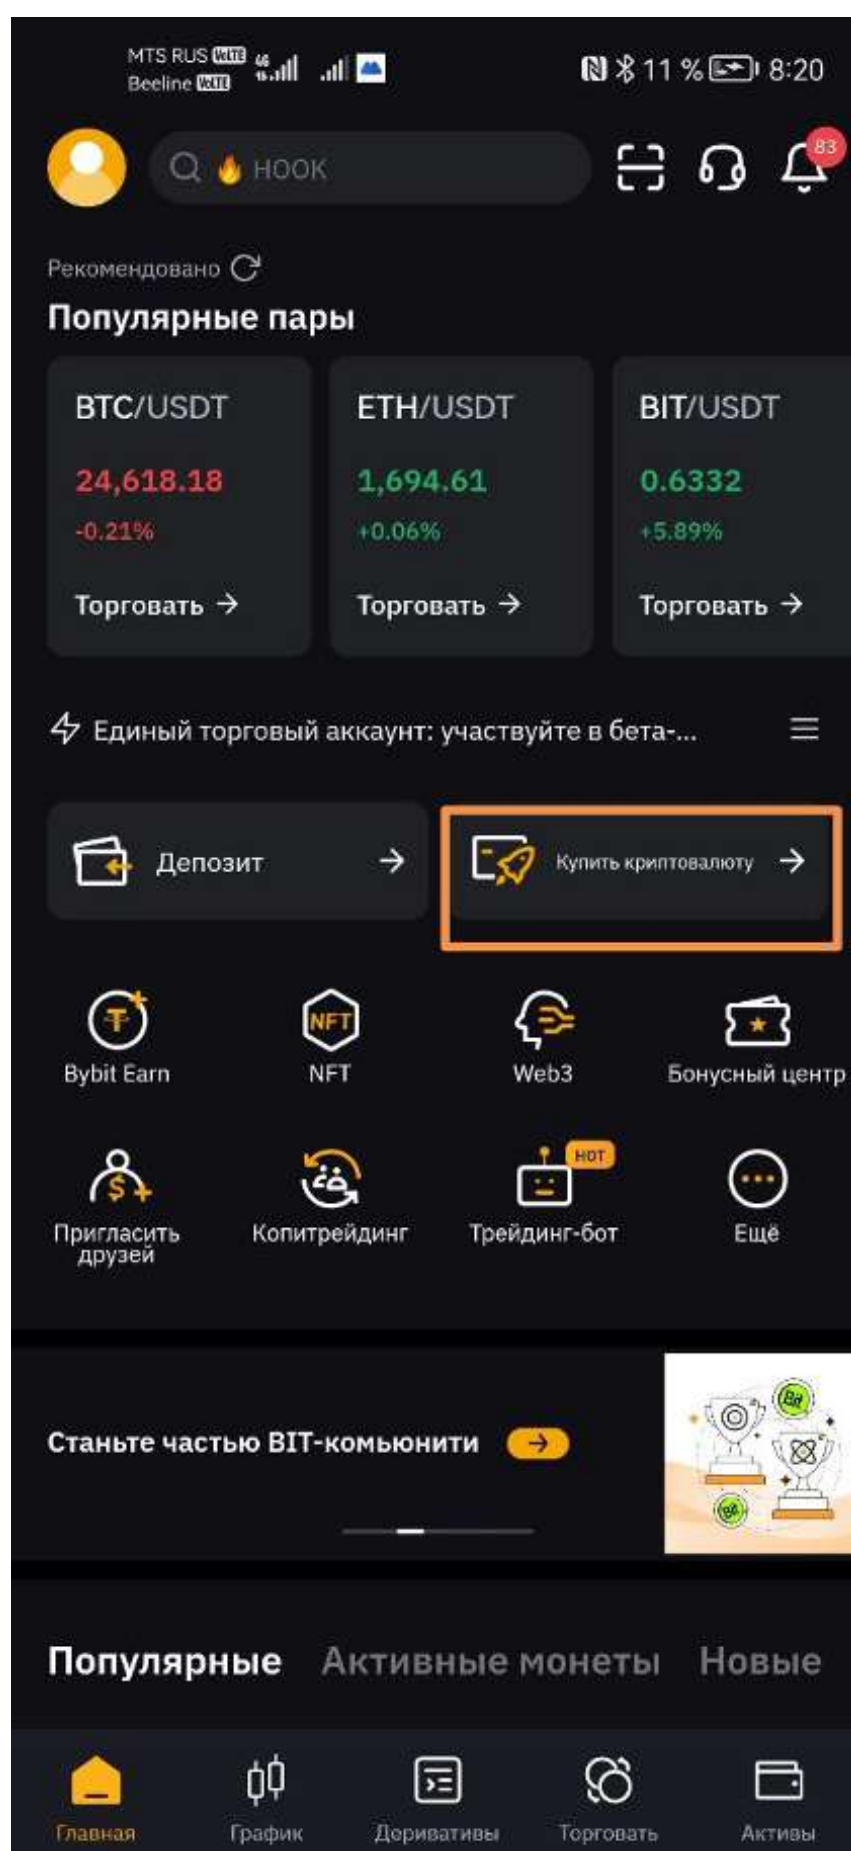 MTS RUS VoLTE
Beeline VoLTE
11 % 8:20
HOOK
83
Рекомендовано
Популярные пары
BTC/USDT ETH/USDT BIT/USDT
24,618.18 1,694.61 0.6332
-0.21% +0.06% +5.89%
Торговать → Торговать → Торговать →
Единый торговый аккаунт: участвуйте в бета-...
Депозит → Купить криптовалюту →
NFT
Bybit Earn NFT Web3 Бонусный центр
HOT
Пригласить Копитрейдинг Трейдинг-бот Ещё
друзей
Станьте частью BIT-комьюнити →
Популярные Активные монеты Новые
Главная График Деривативы Торговать Активы